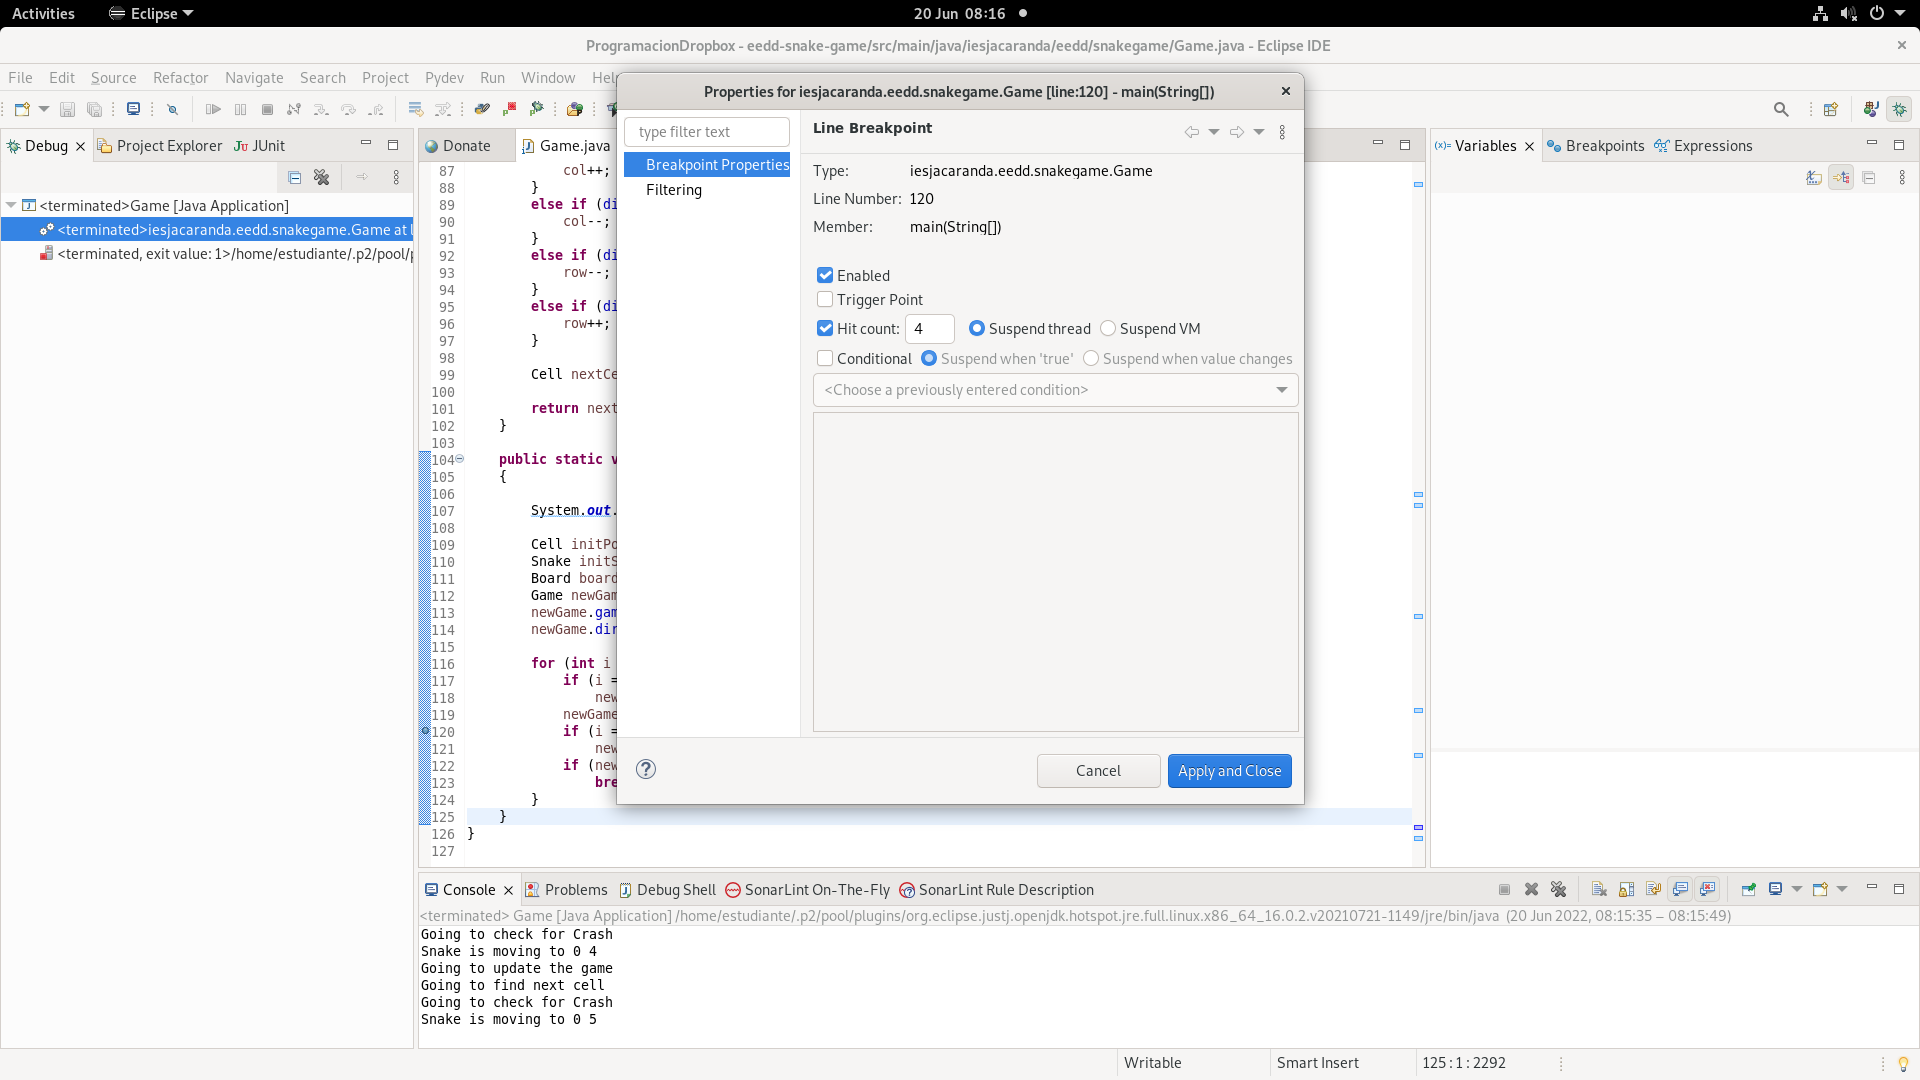 Activities
Eclipse
20 Jun 08:16
ProgramacionDropbox - eedd-snake-game/src/main/java/iesjacaranda/eedd/snakegame/Game.java - Eclipse IDE
File Edit Source Refactor Navigate Search Project Pydev Run Window Help
Properties for iesjacaranda.eedd.snakegame.Game [line:120] - main(String[])
type filter text
Breakpoint Properties
Filtering
Line Breakpoint
Type: iesjacaranda.eedd.snakegame.Game
Line Number: 120
Member: main(String[])
Enabled
Trigger Point
Hit count: 4 Suspend thread Suspend VM
Conditional Suspend when 'true' Suspend when value changes
<Choose a previously entered condition>
Cancel Apply and Close
Debug Project Explorer JUnit
<terminated>Game [Java Application]
<terminated>iesjacaranda.eedd.snakegame.Game at l
<terminated, exit value: 1>/home/estudiante/.p2/pool/p
Donate Game.java
87 col++;
88 }
89 else if (di
90 col--;
91 }
92 else if (di
93 row--;
94 }
95 else if (di
96 row++;
97 }
98
99 Cell nextCe
100
101 return next
102 }
103
104 public static v
105 {
106
107 System.out.
108
109 Cell initPo
110 Snake initS
111 Board board
112 Game newGam
113 newGame.gam
114 newGame.dir
115
116 for (int i
117 if (i =
118 new
119 newGame
120 if (i =
121 new
122 if (new
123 bre
124 }
125 }
126 }
127
Variables Breakpoints Expressions
Console Problems Debug Shell SonarLint On-The-Fly SonarLint Rule Description
<terminated> Game [Java Application] /home/estudiante/.p2/pool/plugins/org.eclipse.justj.openjdk.hotspot.jre.full.linux.x86_64_16.0.2.v20210721-1149/jre/bin/java (20 Jun 2022, 08:15:35 – 08:15:49)
Going to check for Crash
Snake is moving to 0 4
Going to update the game
Going to find next cell
Going to check for Crash
Snake is moving to 0 5
Writable Smart Insert 125 : 1 : 2292